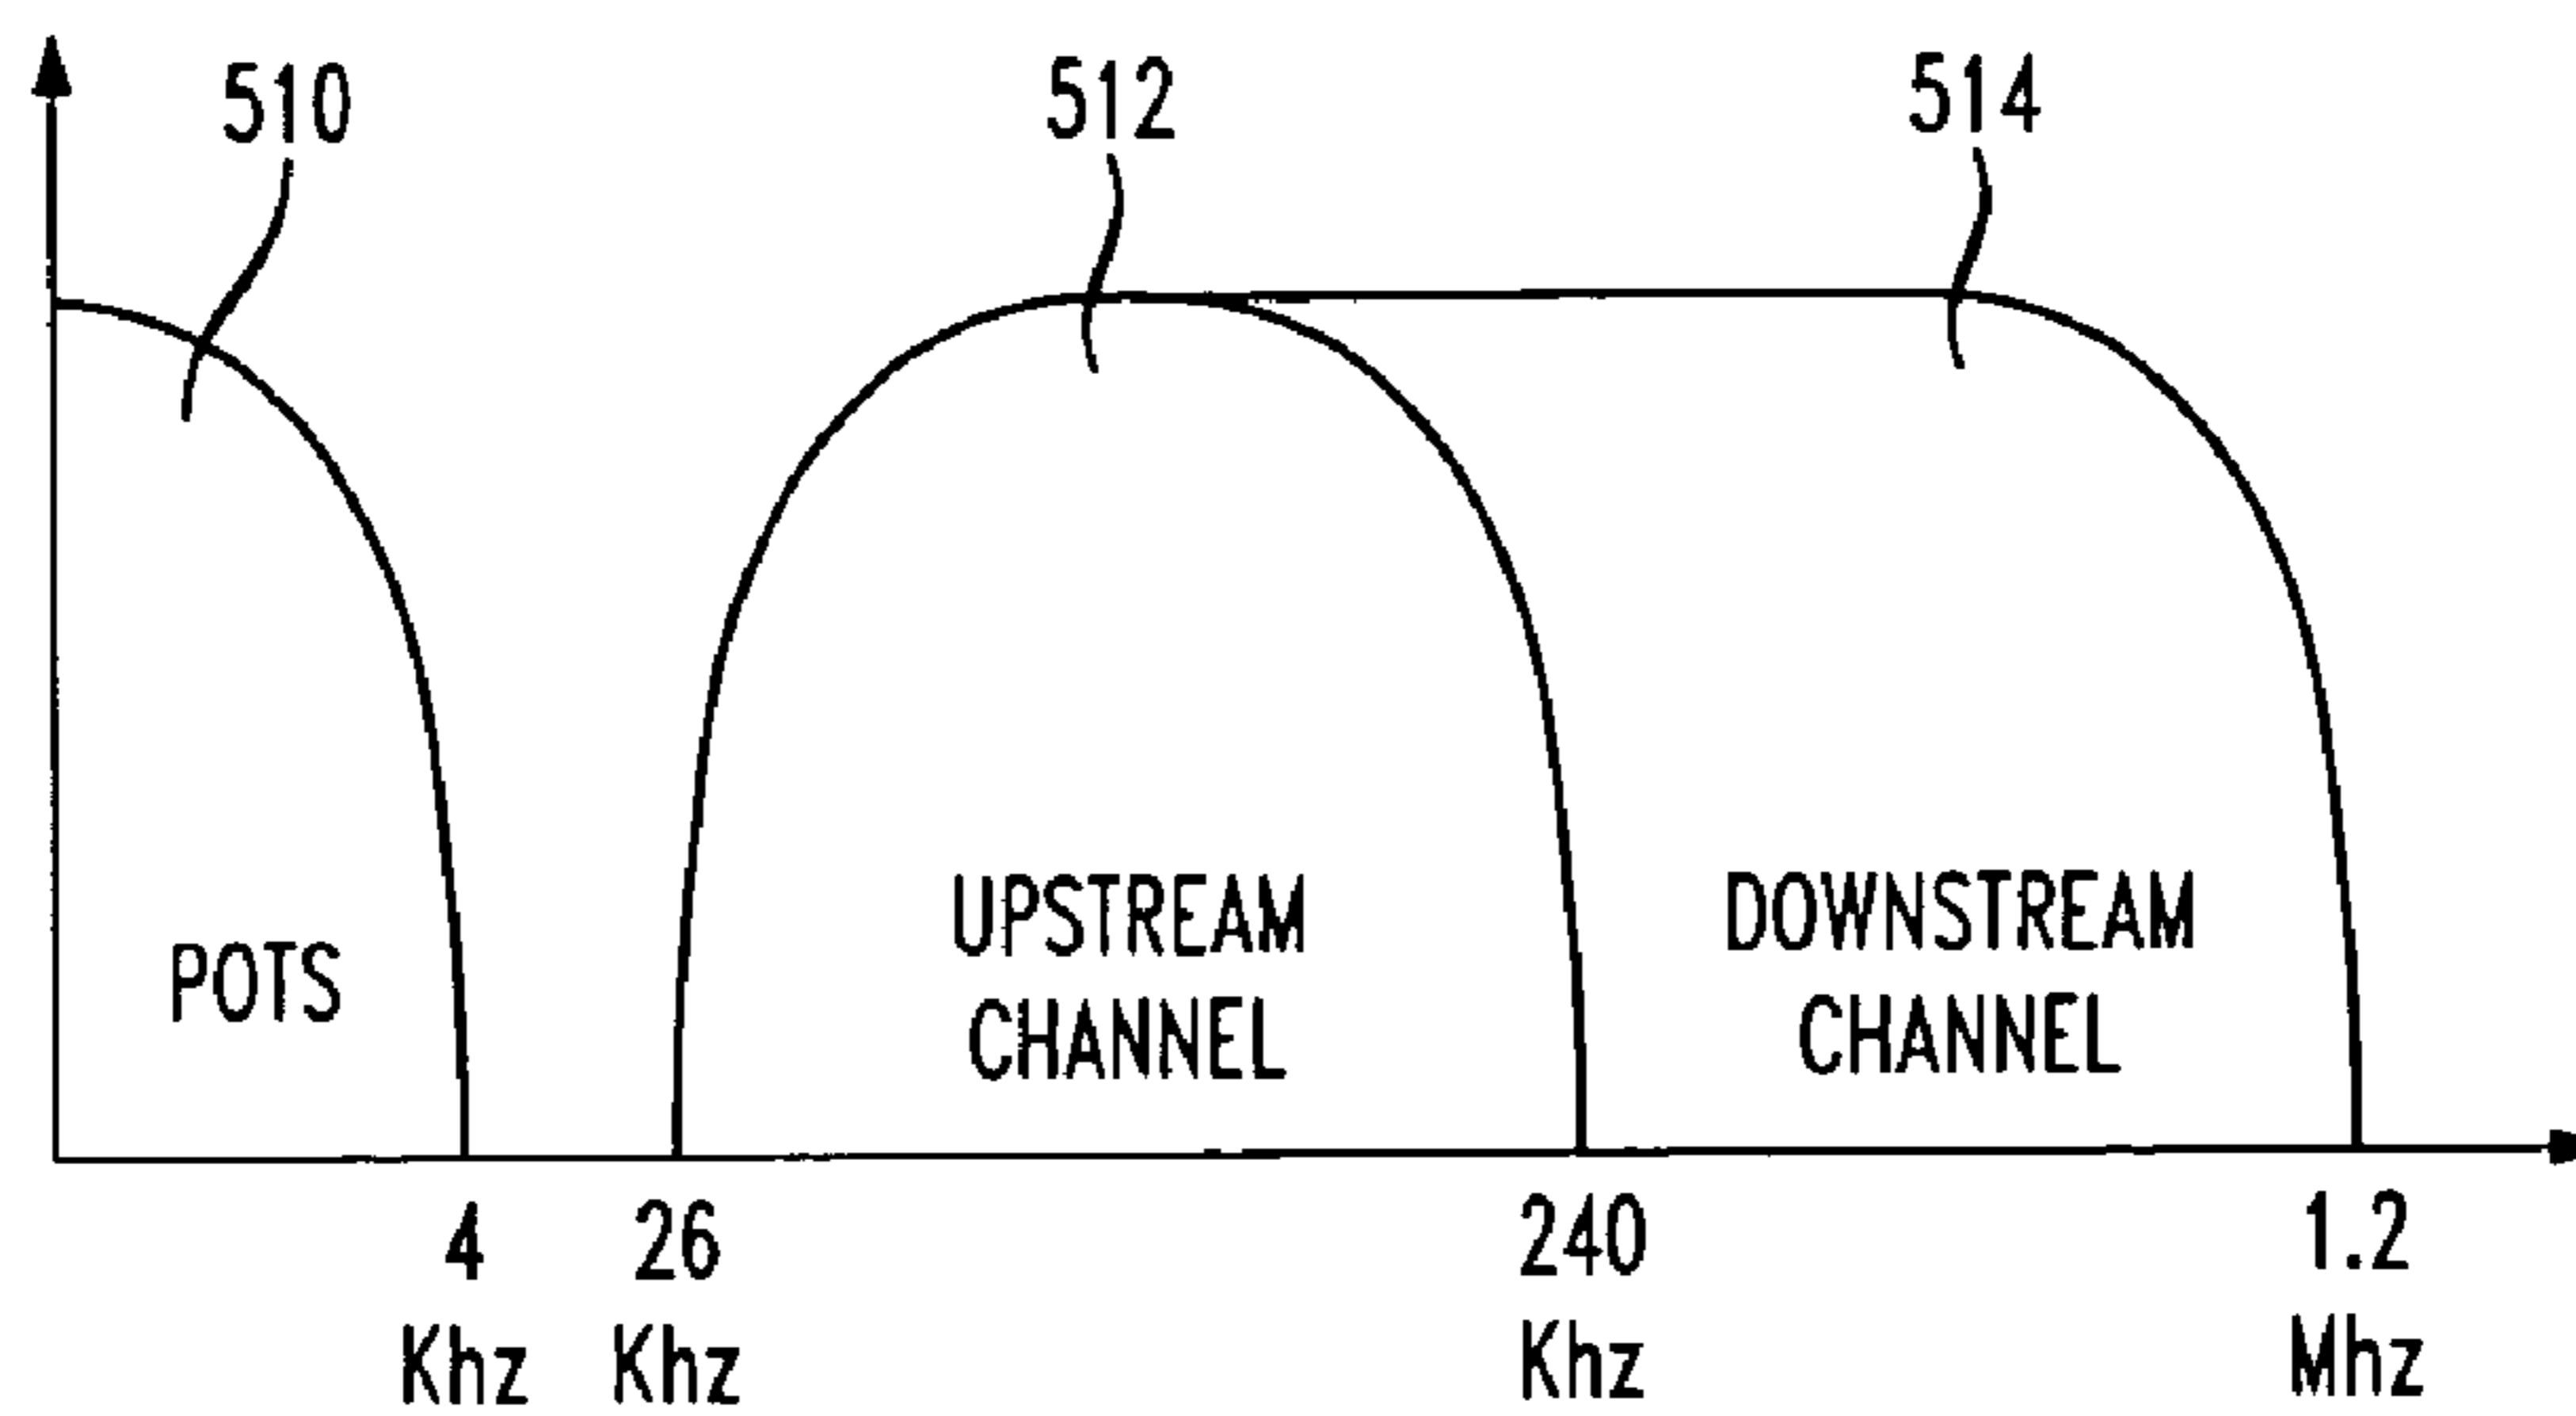 510
512
514
POTS
UPSTREAM
CHANNEL
DOWNSTREAM
CHANNEL
4
Khz
26
Khz
240
Khz
1.2
Mhz